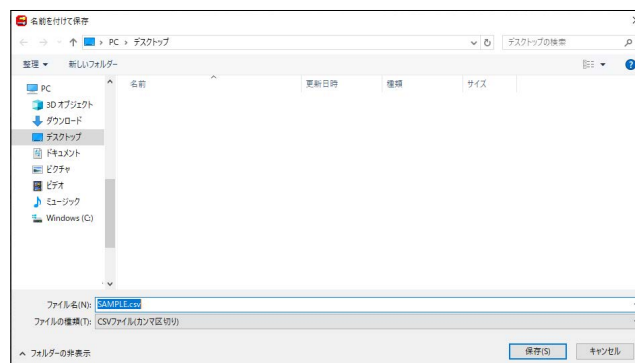 名前を付けて保存
PC > デスクトップ
デスクトップの検索
整理
新しいフォルダー
名前 更新日時 種類 サイズ
PC
3D オブジェクト
ダウンロード
デスクトップ
ドキュメント
ピクチャ
ビデオ
ミュージック
Windows (C:)
ファイル名(N): SAMPLE.csv
ファイルの種類(T): CSVファイル(カンマ区切り)
フォルダーの非表示
保存(S) キャンセル